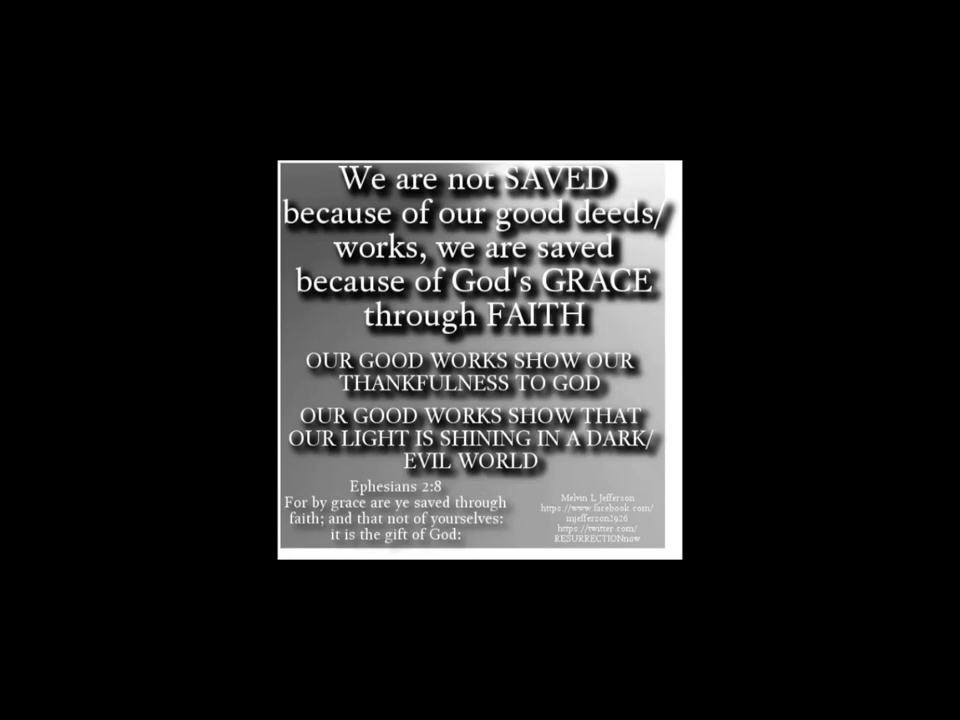 We are not SAVED
because of our good deeds/
works, we are saved
because of God's GRACE
through FAITH
OUR GOOD WORKS SHOW OUR
THANKFULNESS TO GOD
OUR GOOD WORKS SHOW THAT
OUR LIGHT IS SHINING IN A DARK/
EVIL WORLD
Ephesians 2:8
For by grace are ye saved through
faith; and that not of yourselves:
it is the gift of God:
Melvin L Jefferson
https://www.facebook.com/
mjefferson1926
https://twitter.com/
RESURRECTIONnow